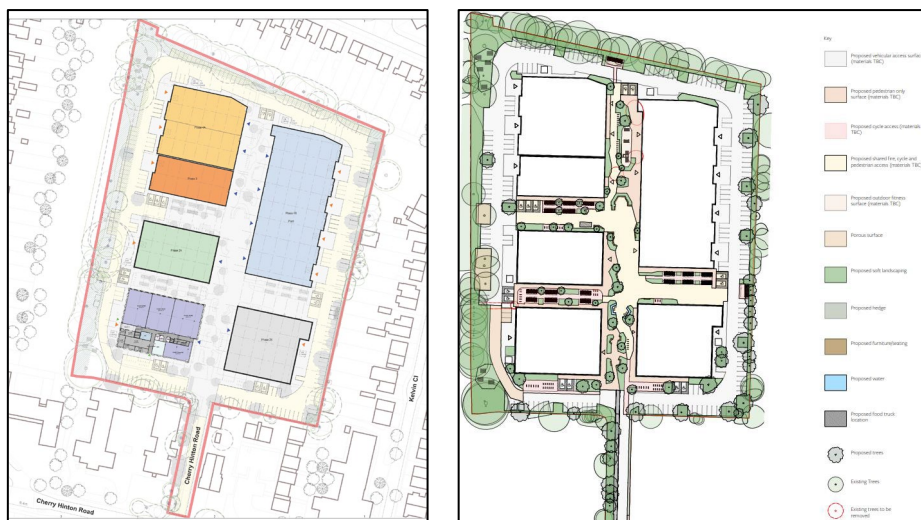 Kelvin Cl
Cherry Hinton Road
Cherry Hinton Road
Key
Proposed vehicular access surface
(materials TBC)
Proposed pedestrian only
surface (materials TBC)
Proposed cycle access (materials
TBC)
Proposed shared fire, cycle and
pedestrian access (materials TBC)
Proposed outdoor fitness
surface (materials TBC)
Porous surface
Proposed soft landscaping
Proposed hedge
Proposed furniture/seating
Proposed water
Proposed food truck
location
Proposed trees
Existing Trees
Existing trees to be
removed